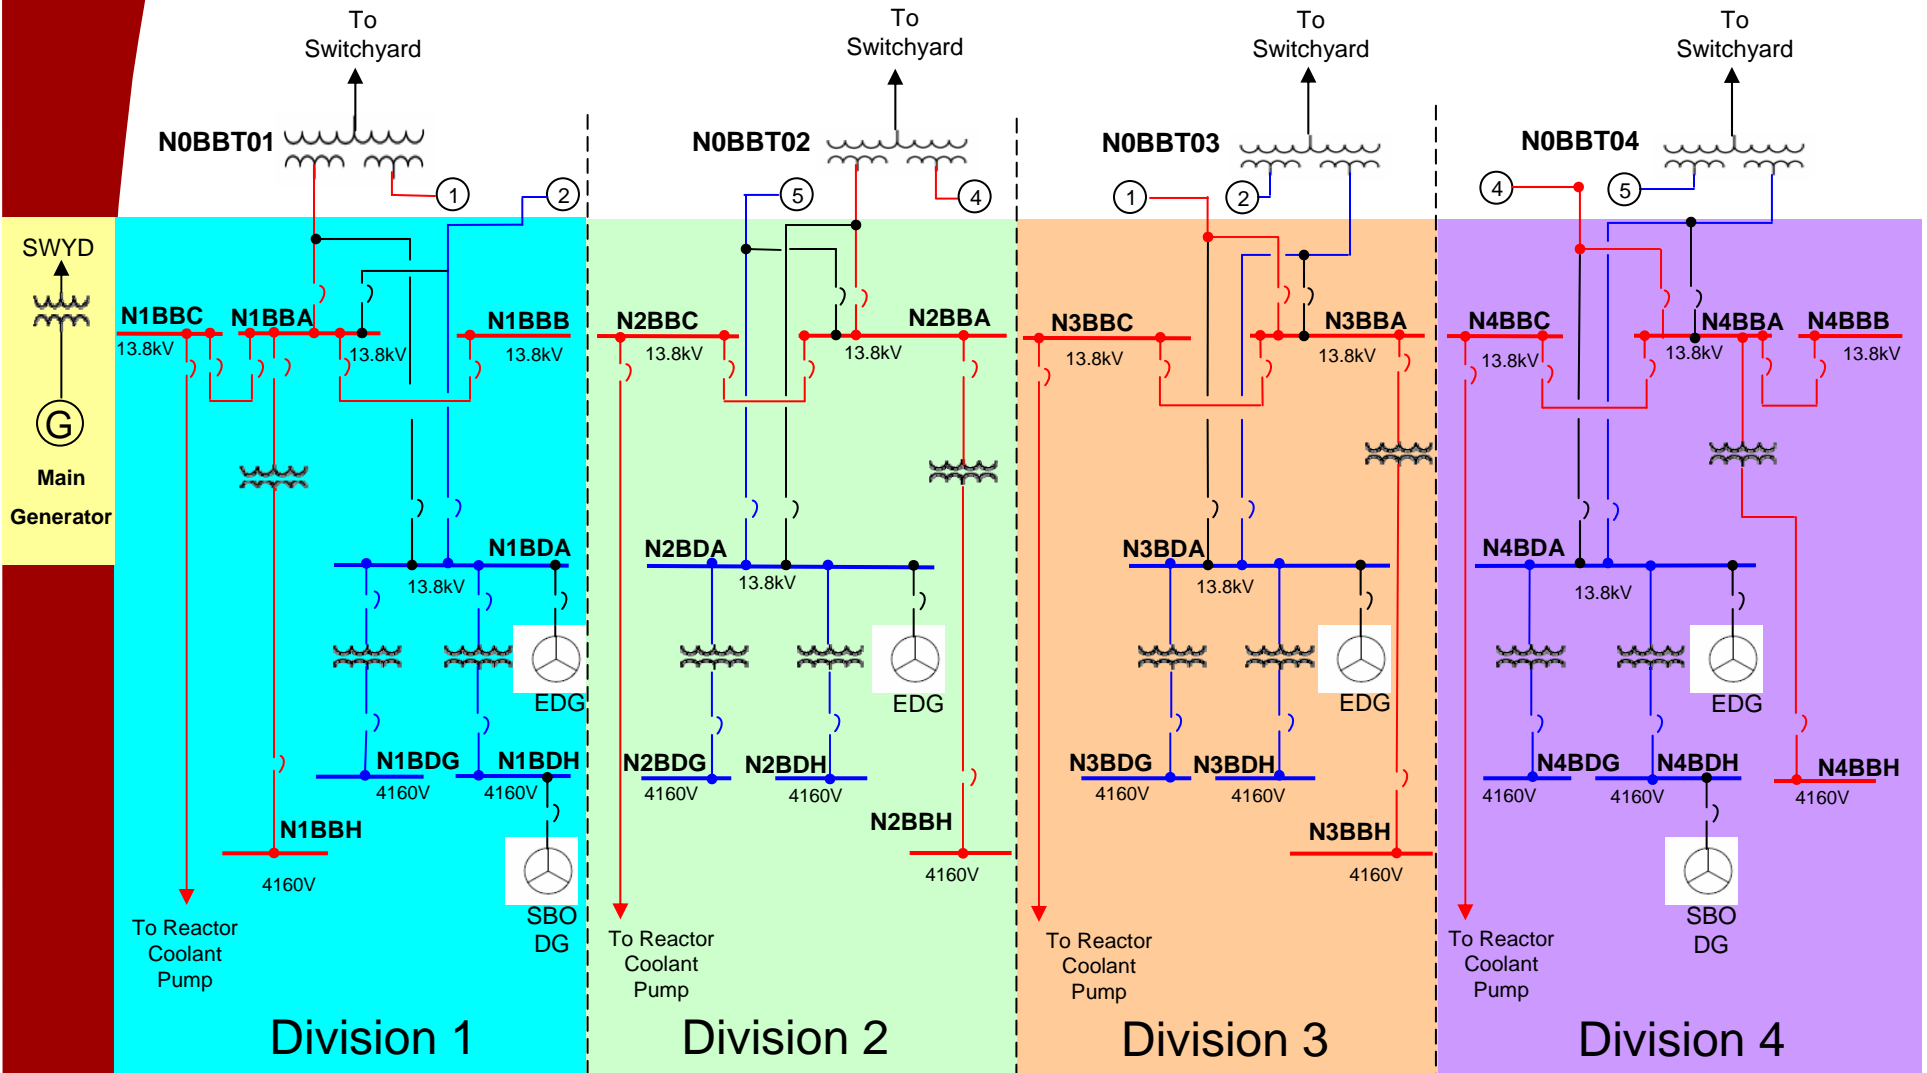 To
Switchyard
N0BBT01
1
2
To
Switchyard
N0BBT02
5
4
To
Switchyard
N0BBT03
1
2
To
Switchyard
N0BBT04
4
5
SWYD
G
Main
Generator
N1BBC
13.8kV
N1BBA
13.8kV
N1BBB
13.8kV
N1BDA
13.8kV
EDG
N1BDG
4160V
N1BDH
4160V
N1BBH
4160V
SBO
DG
To Reactor
Coolant
Pump
Division 1
N2BBC
13.8kV
N2BBA
13.8kV
N2BDA
13.8kV
EDG
N2BDG
4160V
N2BDH
4160V
N2BBH
4160V
To Reactor
Coolant
Pump
Division 2
N3BBC
13.8kV
N3BBA
13.8kV
N3BDA
13.8kV
EDG
N3BDG
4160V
N3BDH
4160V
N3BBH
4160V
To Reactor
Coolant
Pump
Division 3
N4BBC
13.8kV
N4BBA
13.8kV
N4BBB
13.8kV
N4BDA
13.8kV
EDG
N4BDG
4160V
N4BDH
4160V
N4BBH
4160V
SBO
DG
To Reactor
Coolant
Pump
Division 4